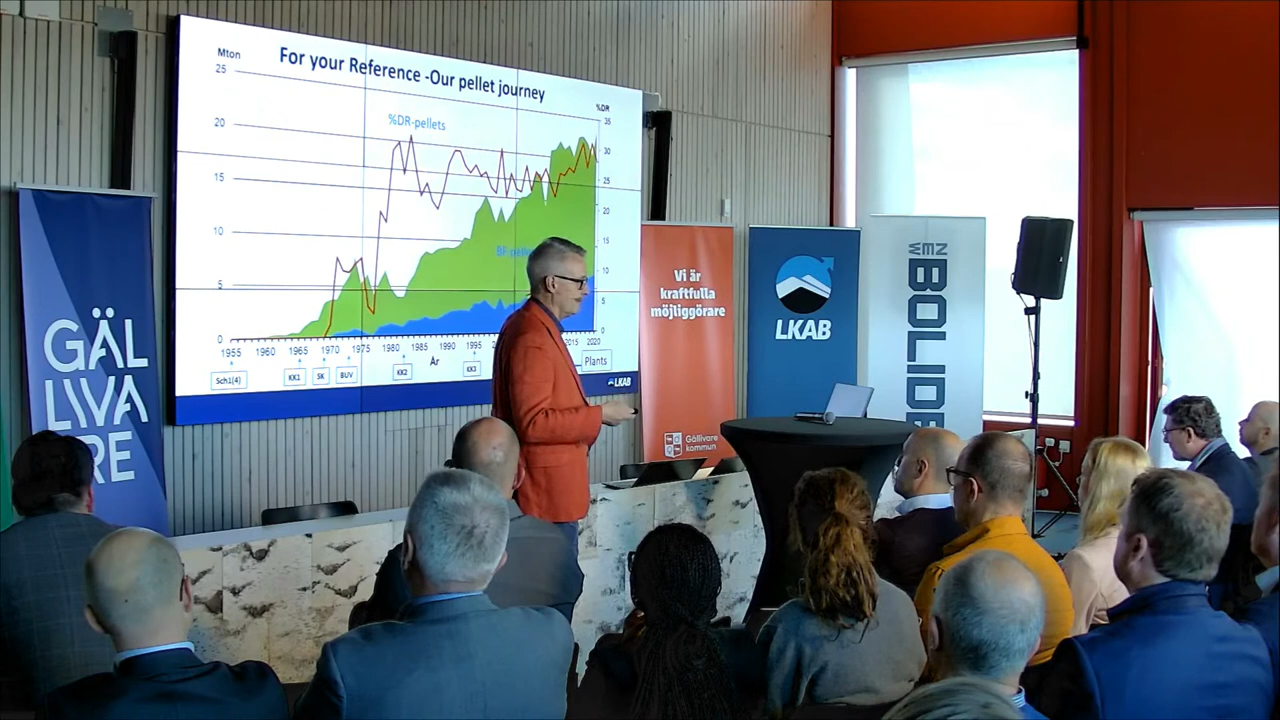 For your Reference -Our pellet journey
Mton
%DR
25
20
15
10
5
0
%DR-pellets
35
30
25
20
15
10
5
0
1955 1960 1965 1970 1975 1980 1985 1990 1995
2015 2020
År
Sch1(4) KK1 SK BUV KK2 KK3
Plants
LKAB
GÄL
LIVA
RE
Vi är
kraftfulla
möjliggörare
Gällivare
kommun
LKAB
NEW
BOLIDE